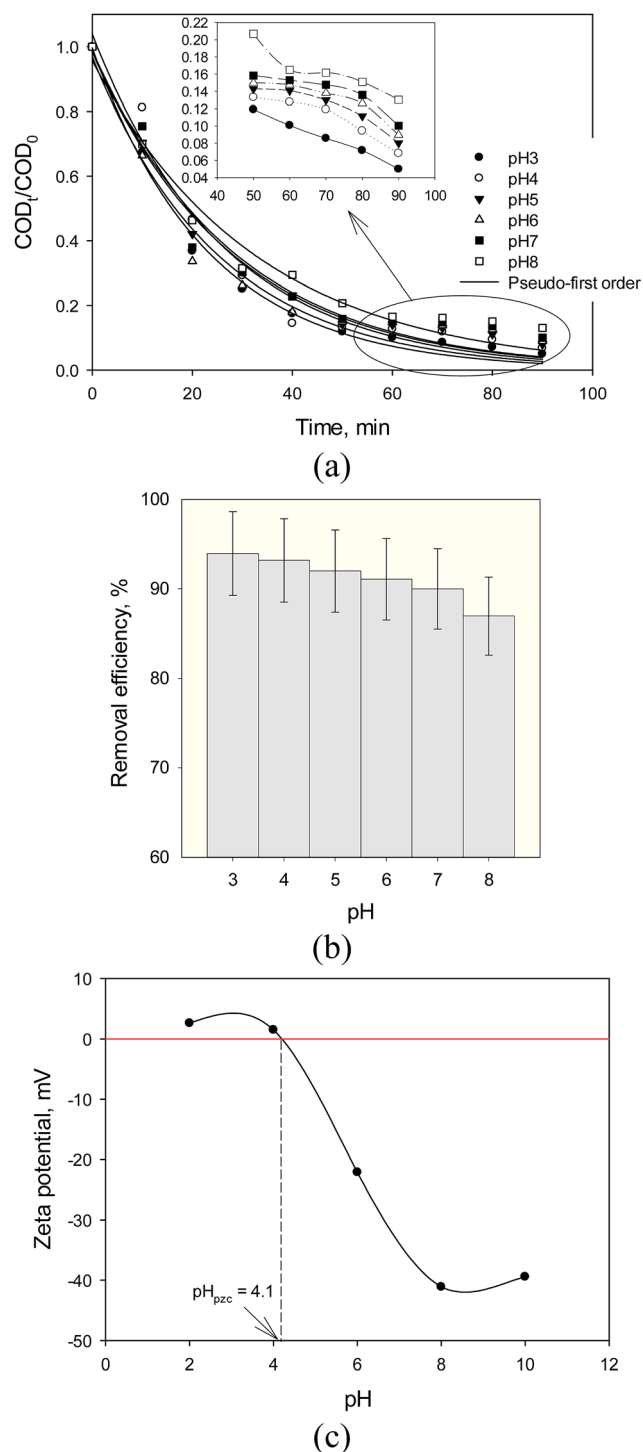 0.22
0.20
0.18
0.16
0.14
0.12
0.10
0.08
0.06
0.04
40 50 60 70 80 90 100
1.0
0.8
0.6
0.4
0.2
0.0
CODt/COD0
pH3
pH4
pH5
pH6
pH7
pH8
Pseudo-first order
0 20 40 60 80 100
Time, min
(a)
100
90
80
70
60
Removal efficiency, %
3 4 5 6 7 8
pH
(b)
10
0
-10
-20
-30
-40
-50
Zeta potential, mV
pHpzc = 4.1
0 2 4 6 8 10 12
pH
(c)